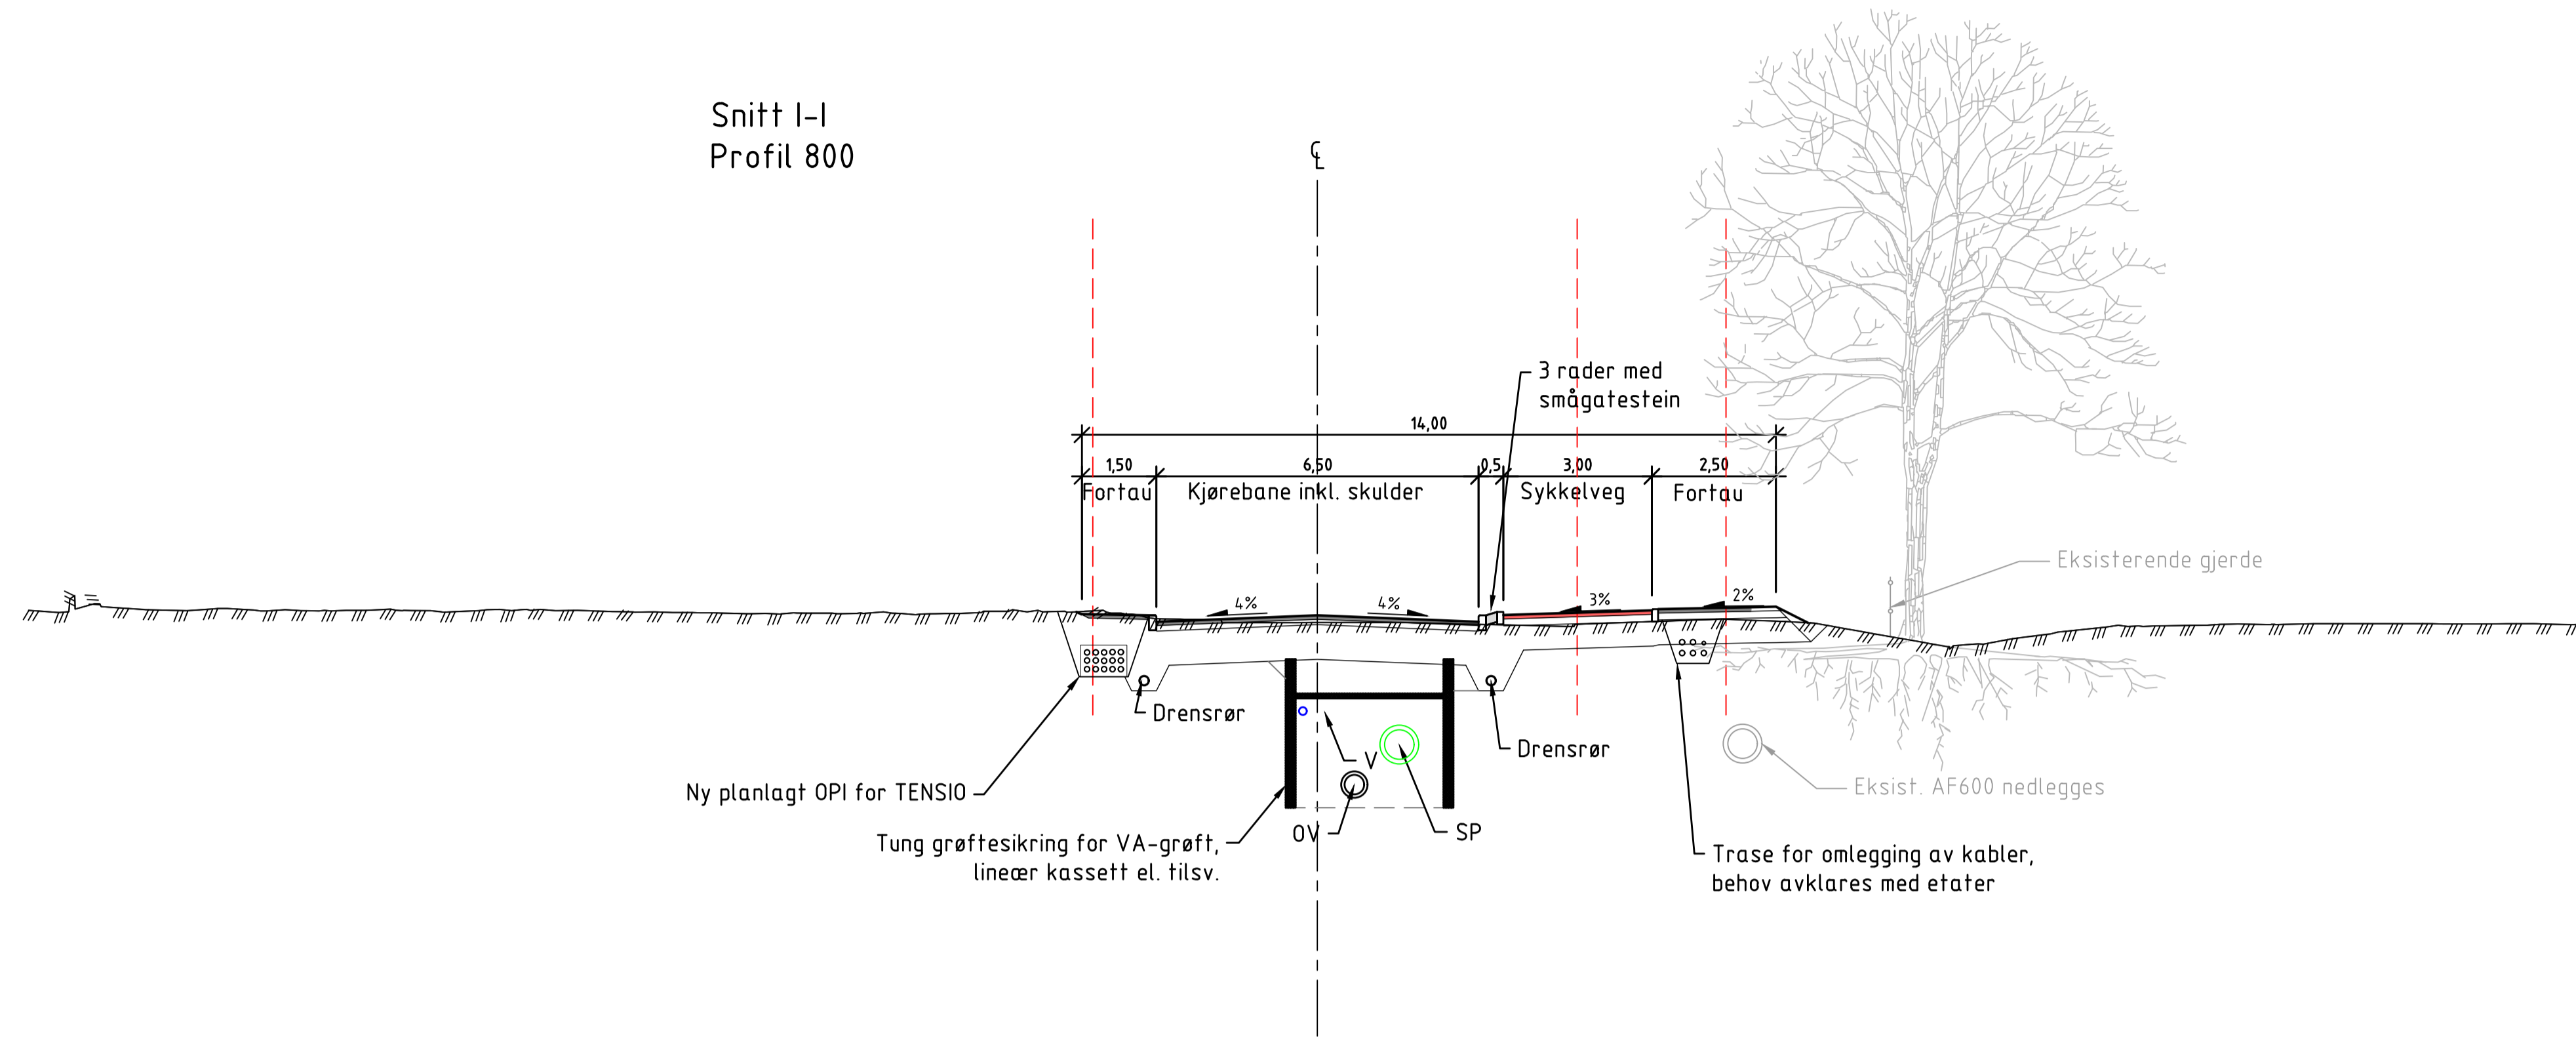 Snitt I-I
Profil 800
℄
3 rader med
smågatestein
14,00
1,50
6,50
0,5
3,00
2,50
Fortau
Kjørebane inkl. skulder
Sykkelveg
Fortau
Eksisterende gjerde
4%
4%
3%
2%
Drensrør
Drensrør
V
Ny planlagt OPI for TENSIO
Eksist. AF600 nedlegges
OV
SP
Tung grøftesikring for VA-grøft,
lineær kassett el. tilsv.
Trase for omlegging av kabler,
behov avklares med etater